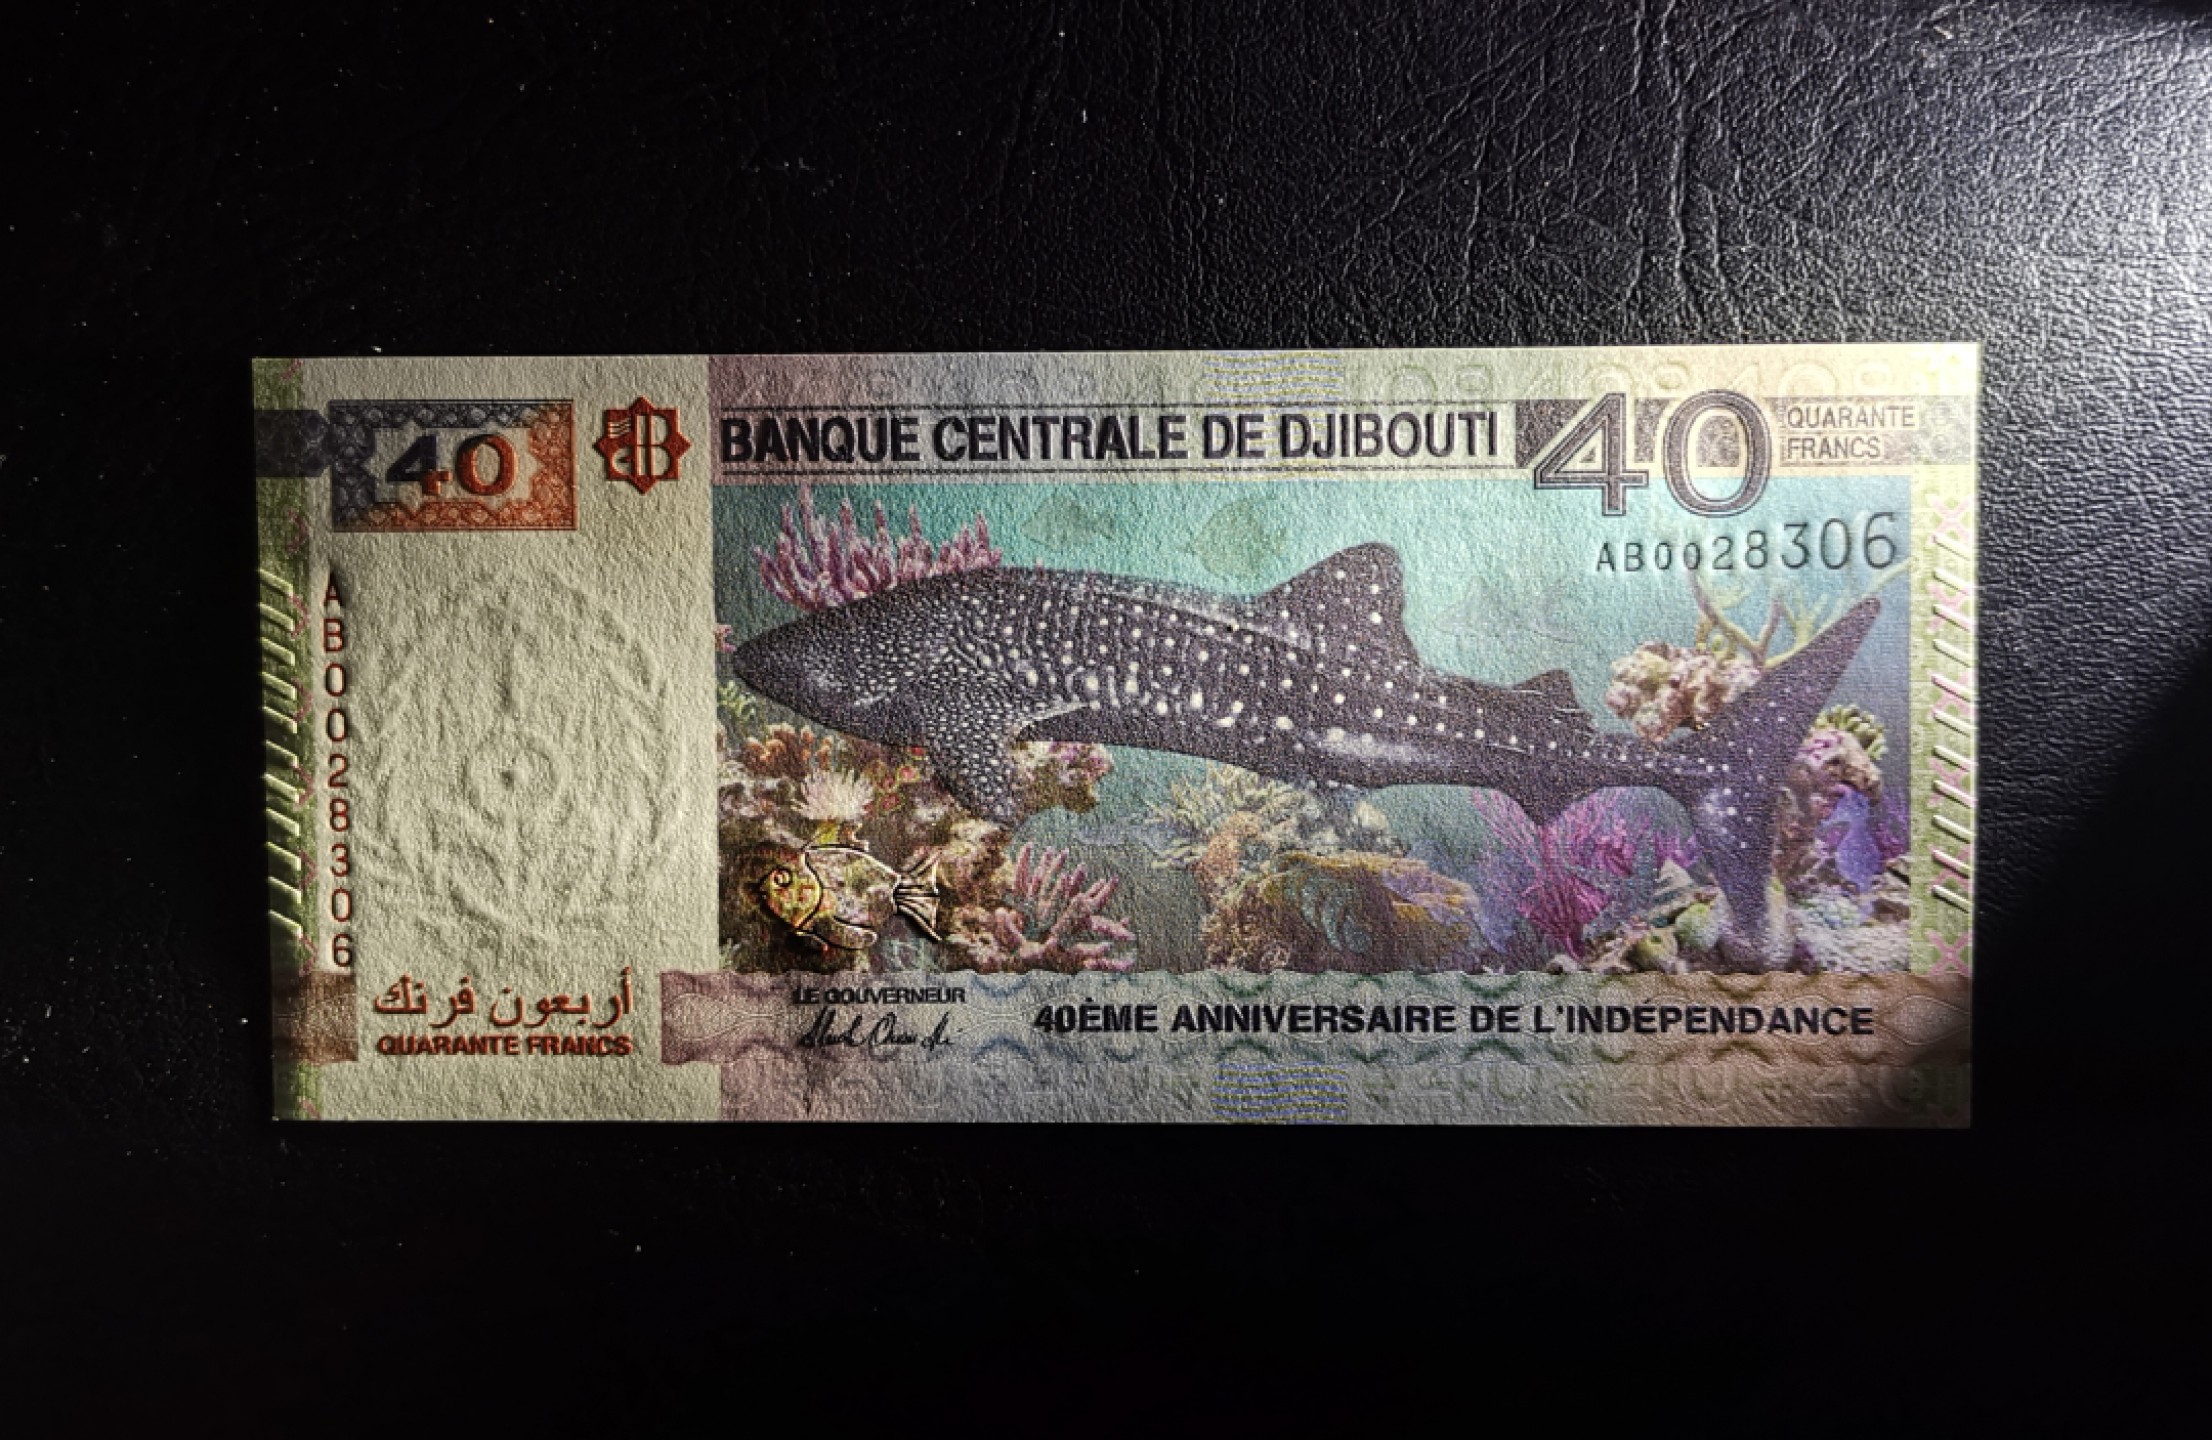 40
BANQUE CENTRALE DE DJIBOUTI
40
QUARANTE
FRANCS
AB0028306
AB0028306
أربعون فرنك
QUARANTE FRANCS
LE GOUVERNEUR
40ÈME ANNIVERSAIRE DE L'INDÉPENDANCE